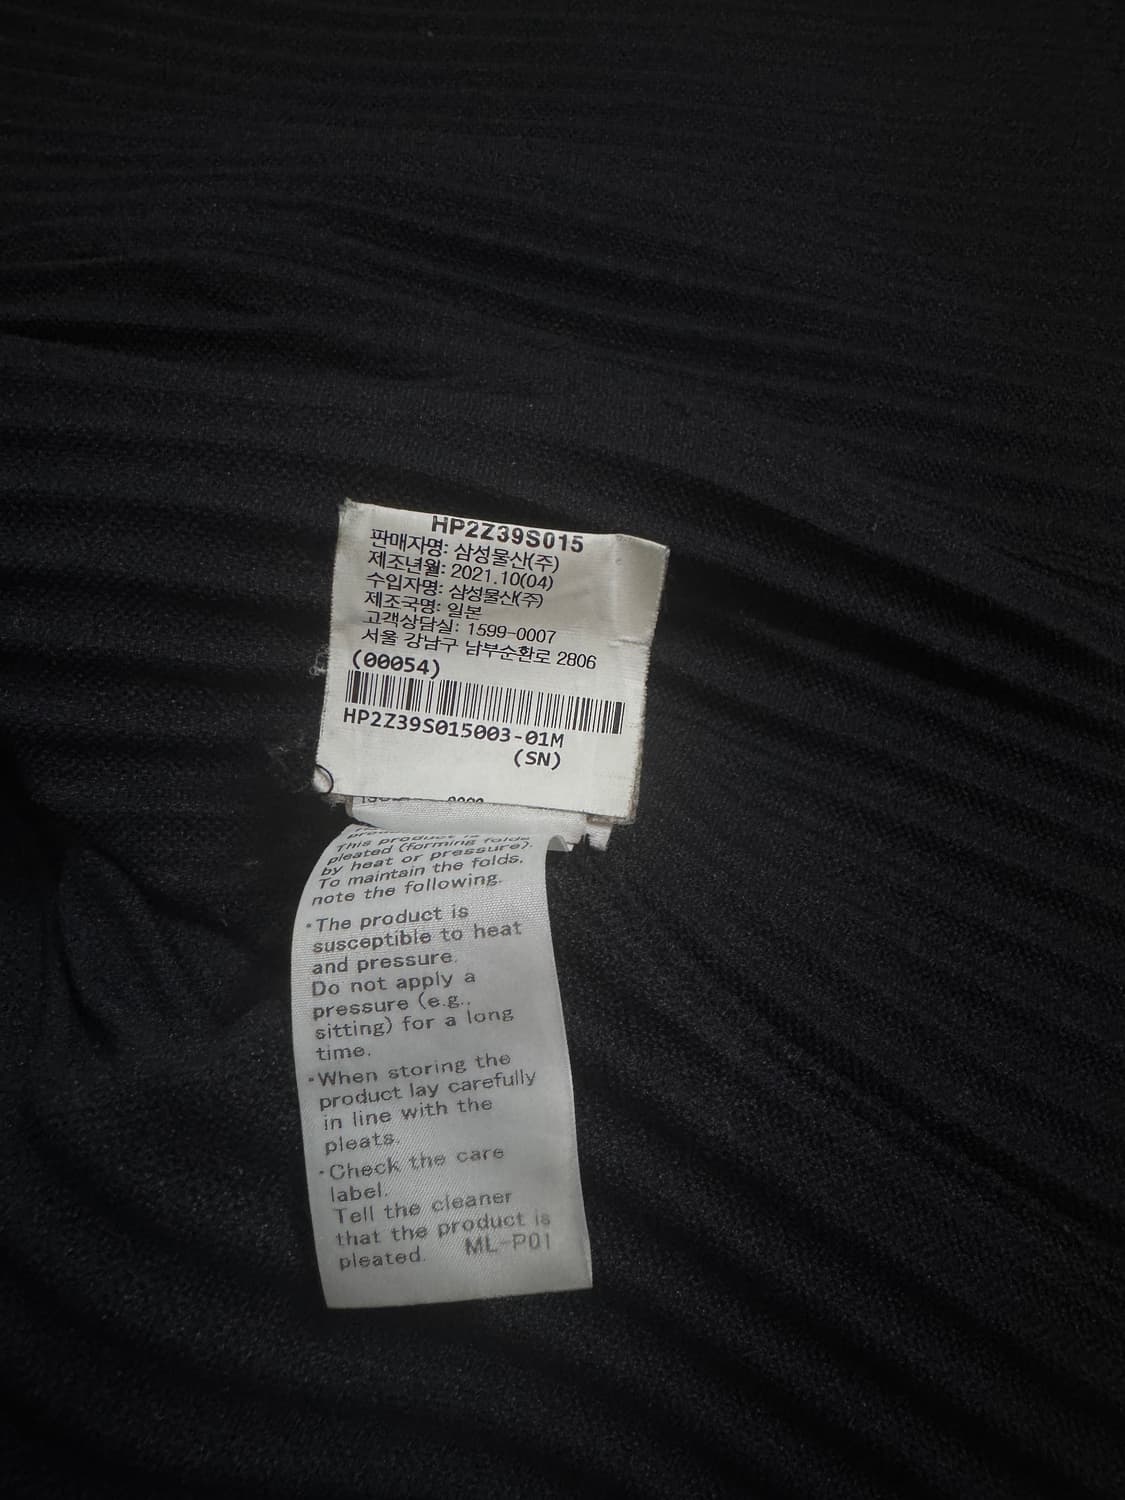 HP2Z39S015
판매자명: 삼성물산(주)
제조년월: 2021.10(04)
수입자명: 삼성물산(주)
제조국명: 일본
고객상담실: 1599-0007
서울 강남구 남부순환로 2806
(00054)
HP2Z39S015003-01M
(SN)
This product is
pleated (forming folds
by heat or pressure).
To maintain the folds,
note the following.
・The product is
susceptible to heat
and pressure.
Do not apply a
pressure (e.g.,
sitting) for a long
time.
・When storing the
product lay carefully
in line with the
pleats.
・Check the care
label.
Tell the cleaner
that the product is
pleated. ML-P01